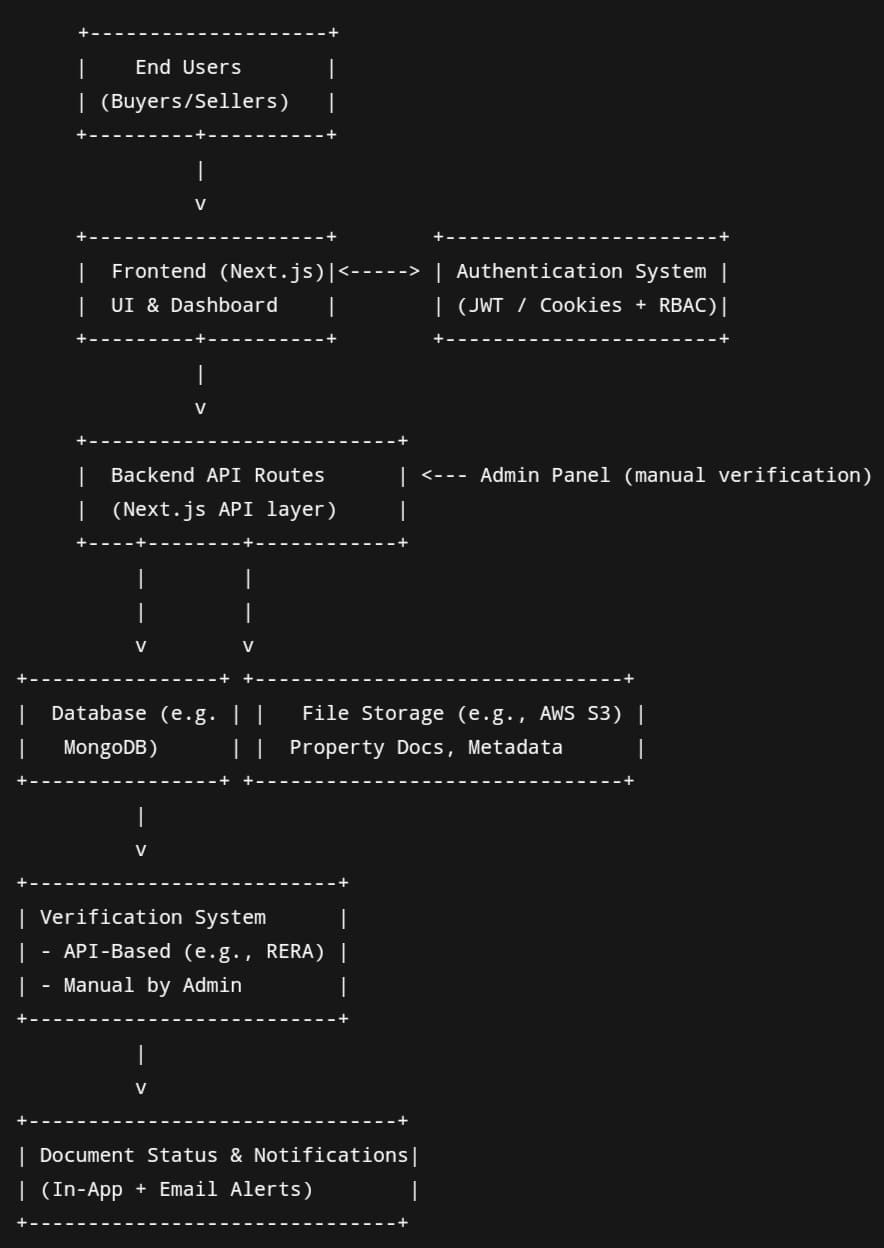 +--------------------+
|    End Users       |
| (Buyers/Sellers)   |
+---------+----------+
          |
          v
+--------------------+        +-----------------------+
|  Frontend (Next.js)|<-----> | Authentication System |
|  UI & Dashboard    |        | (JWT / Cookies + RBAC)|
+---------+----------+        +-----------------------+
          |
          v
+--------------------------+
|  Backend API Routes      | <--- Admin Panel (manual verification)
|  (Next.js API layer)     |
+----+--------+------------+
     |        |
     |        |
     v        v
+----------------+ +-------------------------------+
|  Database (e.g. | |   File Storage (e.g., AWS S3) |
|   MongoDB)      | |  Property Docs, Metadata      |
+----------------+ +-------------------------------+
          |
          v
+--------------------------+
| Verification System      |
| - API-Based (e.g., RERA) |
| - Manual by Admin        |
+--------------------------+
          |
          v
+-------------------------------+
| Document Status & Notifications|
| (In-App + Email Alerts)        |
+-------------------------------+